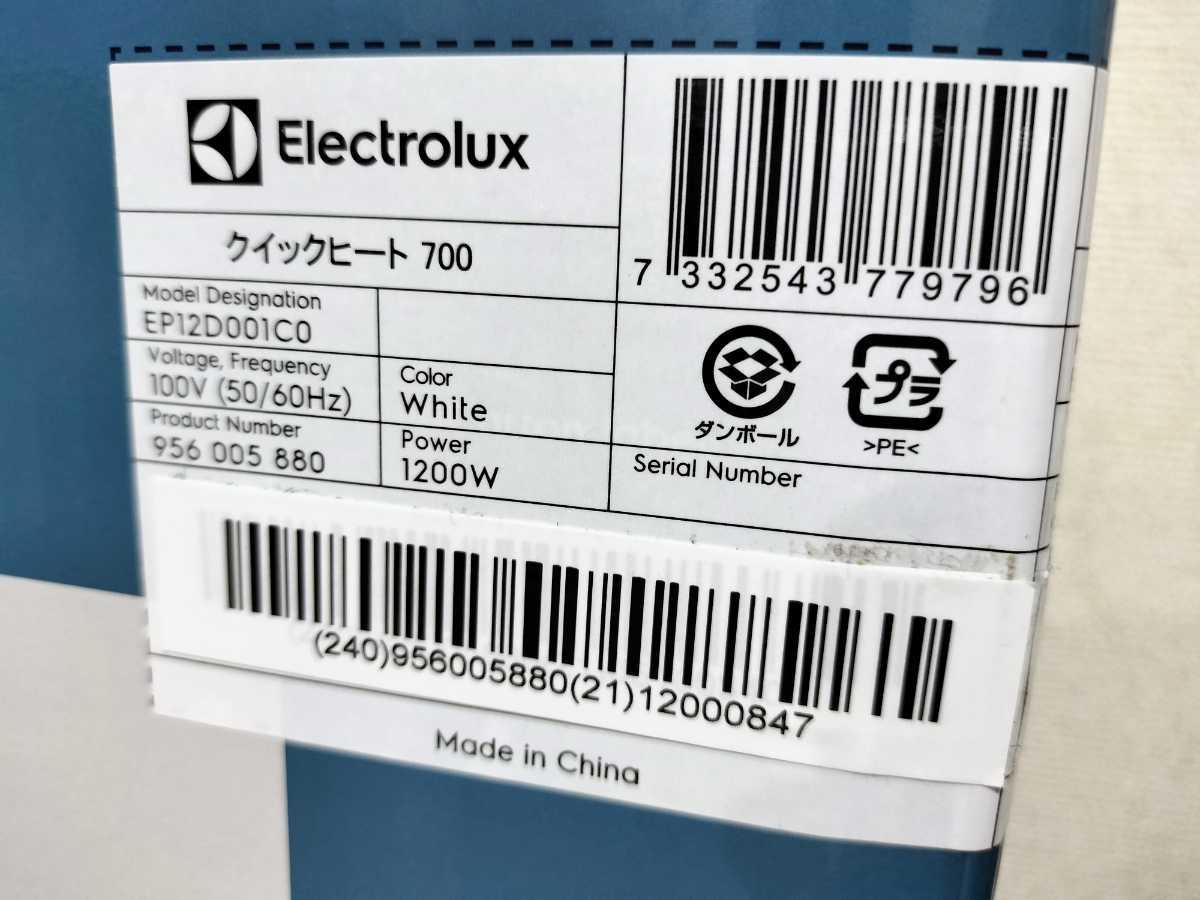 Electrolux
クイックヒート 700
Model Designation
EP12D001C0
Voltage, Frequency
100V (50/60Hz)
Product Number
956 005 880
Color
White
Power
1200W
7 332543 779796
ダンボール
プラ
>PE<
Serial Number
(240)956005880(21)12000847
Made in China